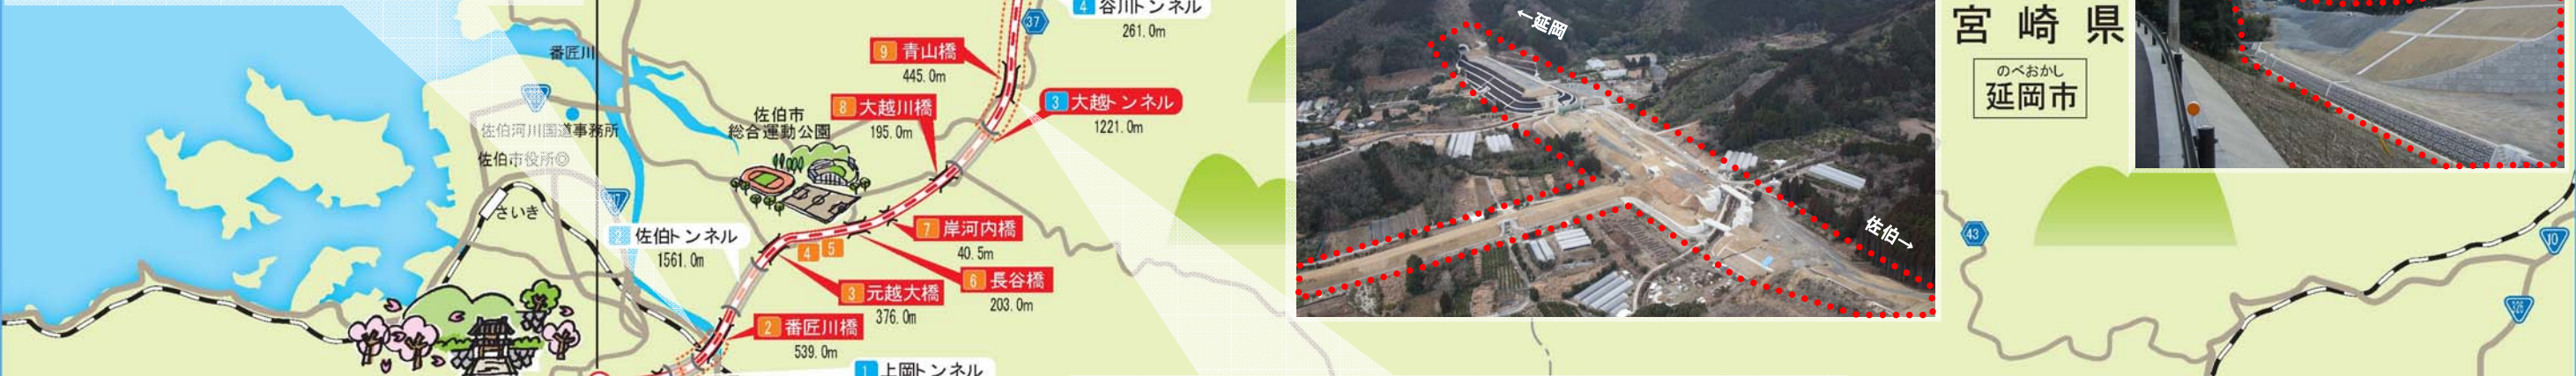 4 谷川トンネル
261.0m
37
番匠川
9 青山橋
445.0m
3 大越トンネル
1221.0m
8 大越川橋
195.0m
佐伯市
総合運動公園
佐伯河川国道事務所
佐伯市役所◎
さいき
2 佐伯トンネル
1561.0m
7 岸河内橋
40.5m
4 5
6 長谷橋
203.0m
3 元越大橋
376.0m
2 番匠川橋
539.0m
1 上岡トンネル
←延岡
佐伯→
宮崎県
のべおかし
延岡市
43
10